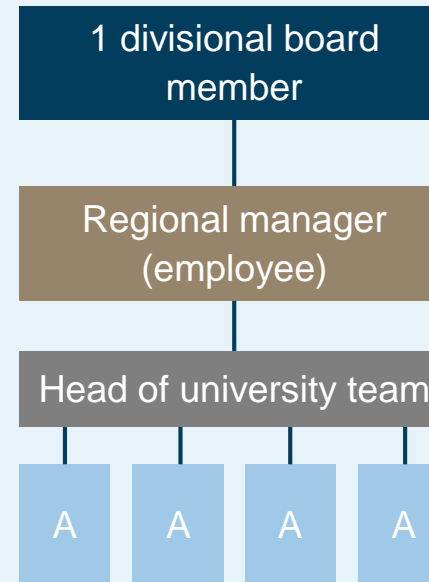 1 divisional board
member
Regional manager
(employee)
Head of university team
A A A A